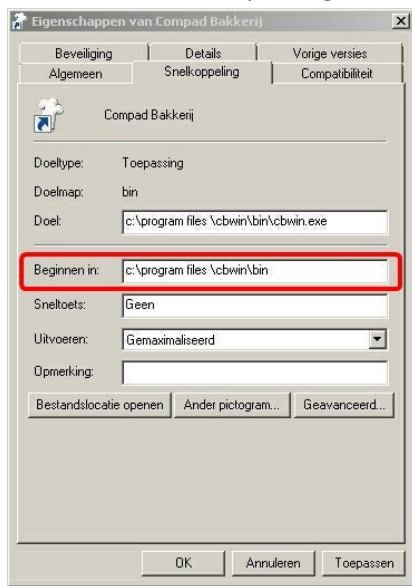 Eigenschappen van Compad Bakkerij
Beveiliging Details Vorige versies
Algemeen Snelkoppeling Compatibiliteit
Compad Bakkerij
Doeltype: Toepassing
Doelmap: bin
Doel: c:\program files \cbwin\bin\cbwin.exe
Beginnen in: c:\program files \cbwin\bin
Sneltoets: Geen
Uitvoeren: Gemaximaliseerd
Opmerking:
Bestandslocatie openen Ander pictogram... Geavanceerd...
OK Annuleren Toepassen